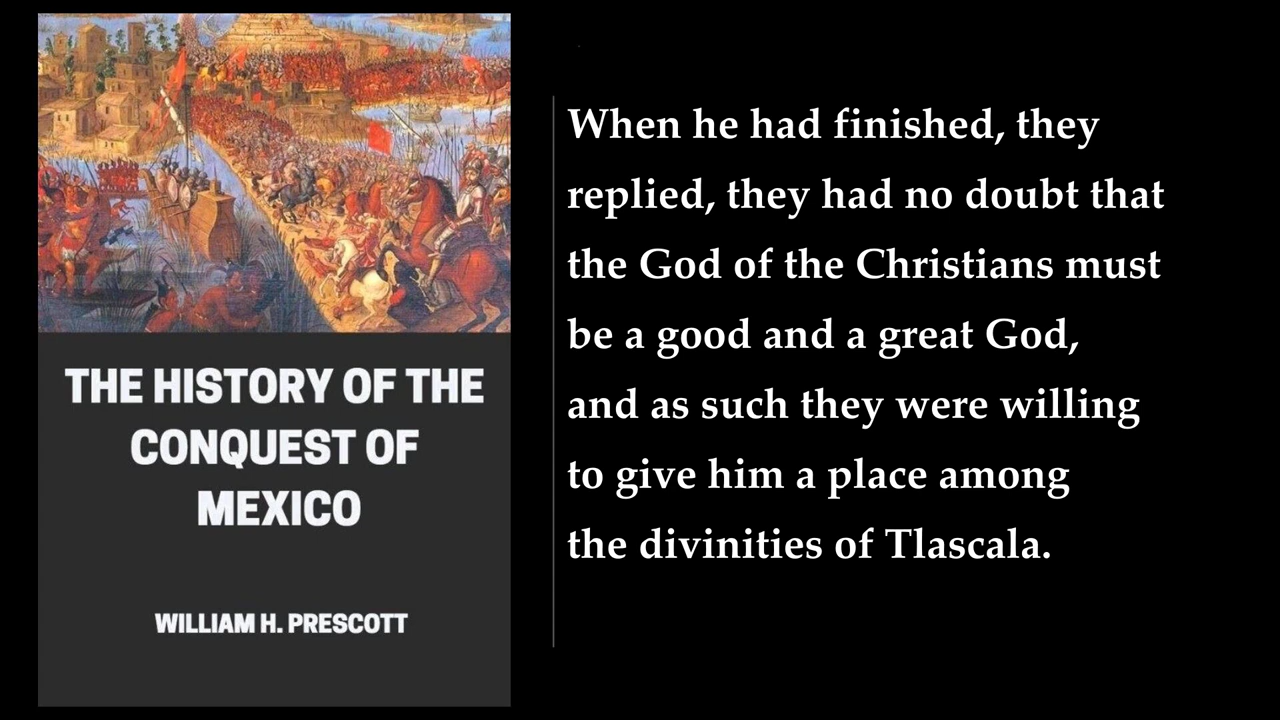 THE HISTORY OF THE
CONQUEST OF
MEXICO
WILLIAM H. PRESCOTT
When he had finished, they
replied, they had no doubt that
the God of the Christians must
be a good and a great God,
and as such they were willing
to give him a place among
the divinities of Tlascala.